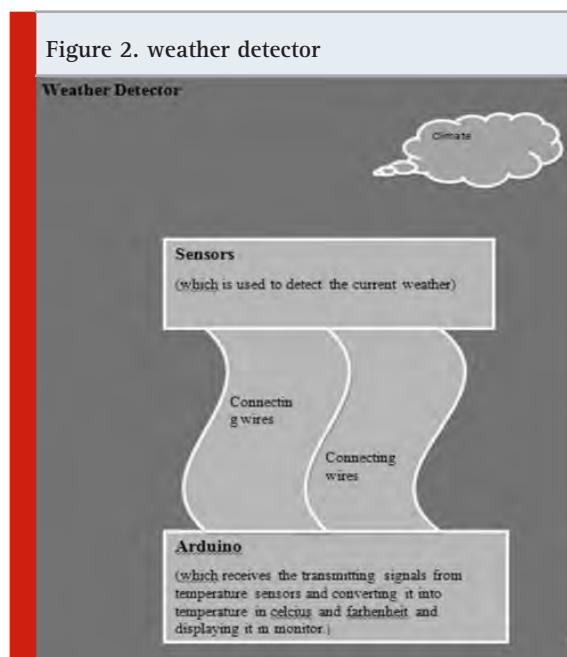 Figure 2. weather detector
Weather Detector
Climate
Sensors
(which is used to detect the current weather)
Connectin
g wires
Connecting
wires
Arduino
(which receives the transmitting signals from
temperature sensors and converting it into
temperature in celcius and farhenheit and
displaying it in monitor.)